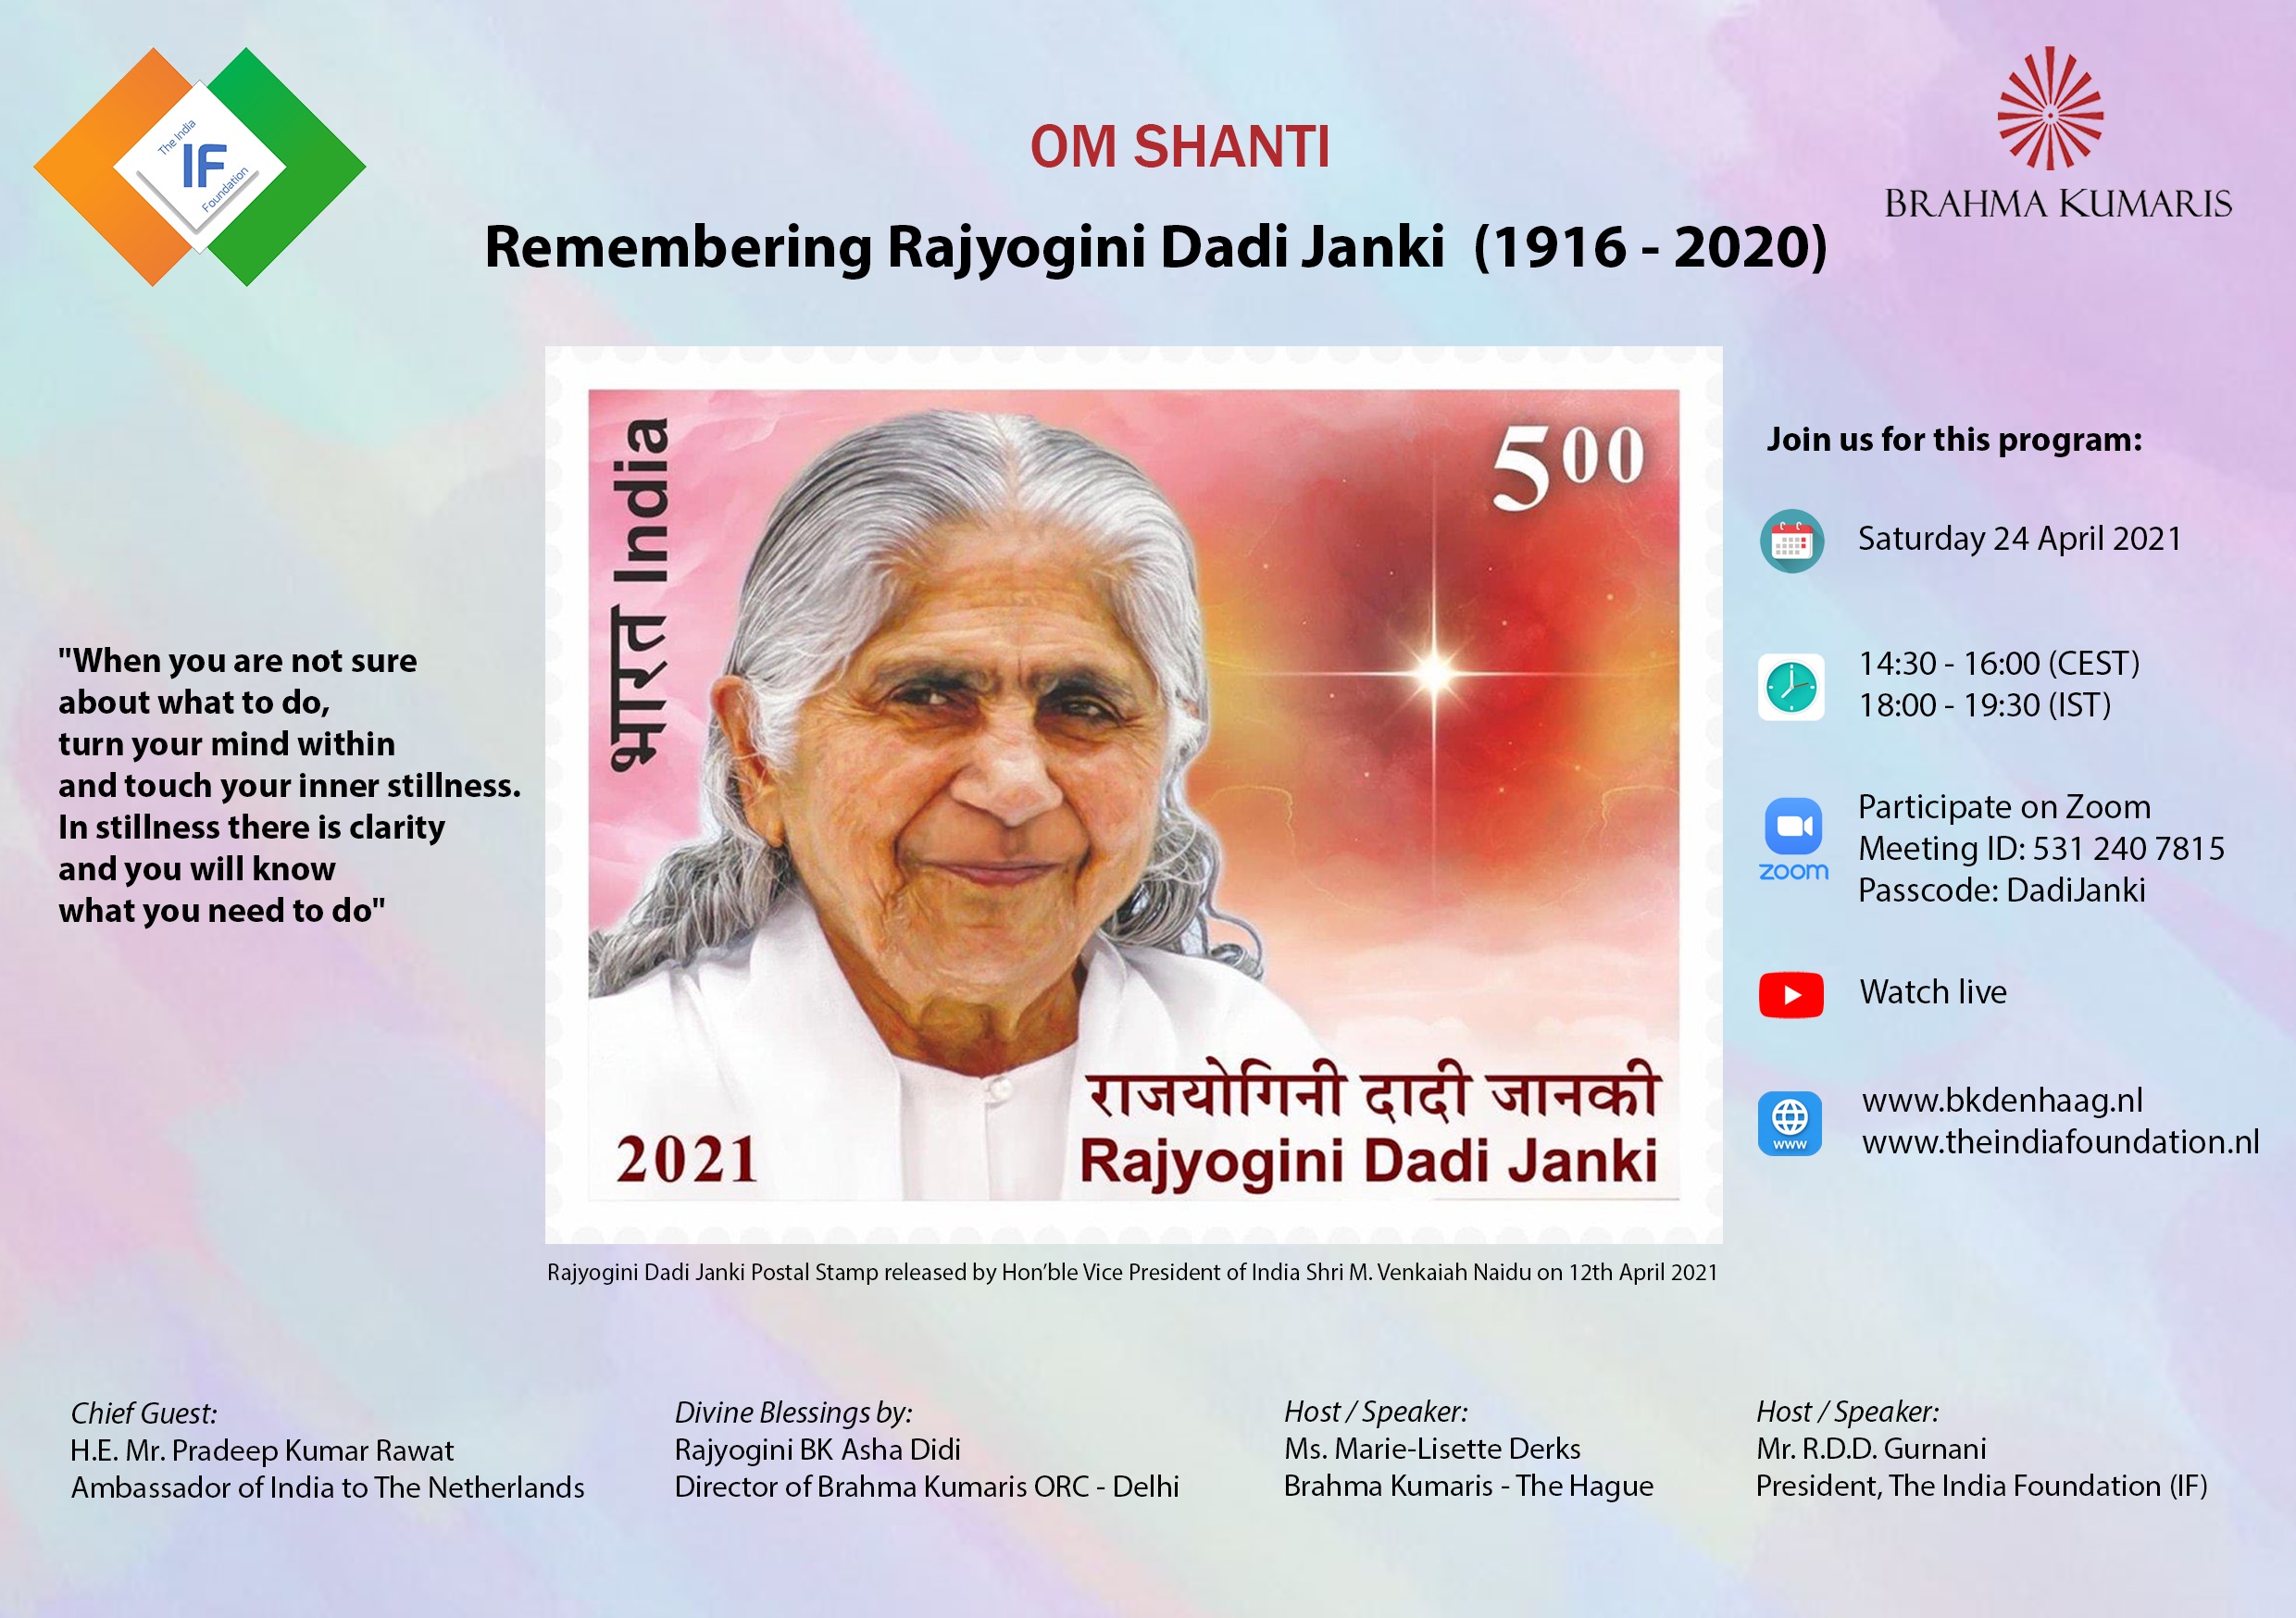 The India
IF
Foundation
BRAHMA KUMARIS
OM SHANTI
Remembering Rajyogini Dadi Janki (1916 - 2020)
"When you are not sure
about what to do,
turn your mind within
and touch your inner stillness.
In stillness there is clarity
and you will know
what you need to do"
भारत India
500
2021
राजयोगिनी दादी जानकी
Rajyogini Dadi Janki
Rajyogini Dadi Janki Postal Stamp released by Hon’ble Vice President of India Shri M. Venkaiah Naidu on 12th April 2021
Join us for this program:
Saturday 24 April 2021
14:30 - 16:00 (CEST)
18:00 - 19:30 (IST)
zoom
Participate on Zoom
Meeting ID: 531 240 7815
Passcode: DadiJanki
Watch live
www
www.bkdenhaag.nl
www.theindiafoundation.nl
Chief Guest:
H.E. Mr. Pradeep Kumar Rawat
Ambassador of India to The Netherlands
Divine Blessings by:
Rajyogini BK Asha Didi
Director of Brahma Kumaris ORC - Delhi
Host / Speaker:
Ms. Marie-Lisette Derks
Brahma Kumaris - The Hague
Host / Speaker:
Mr. R.D.D. Gurnani
President, The India Foundation (IF)